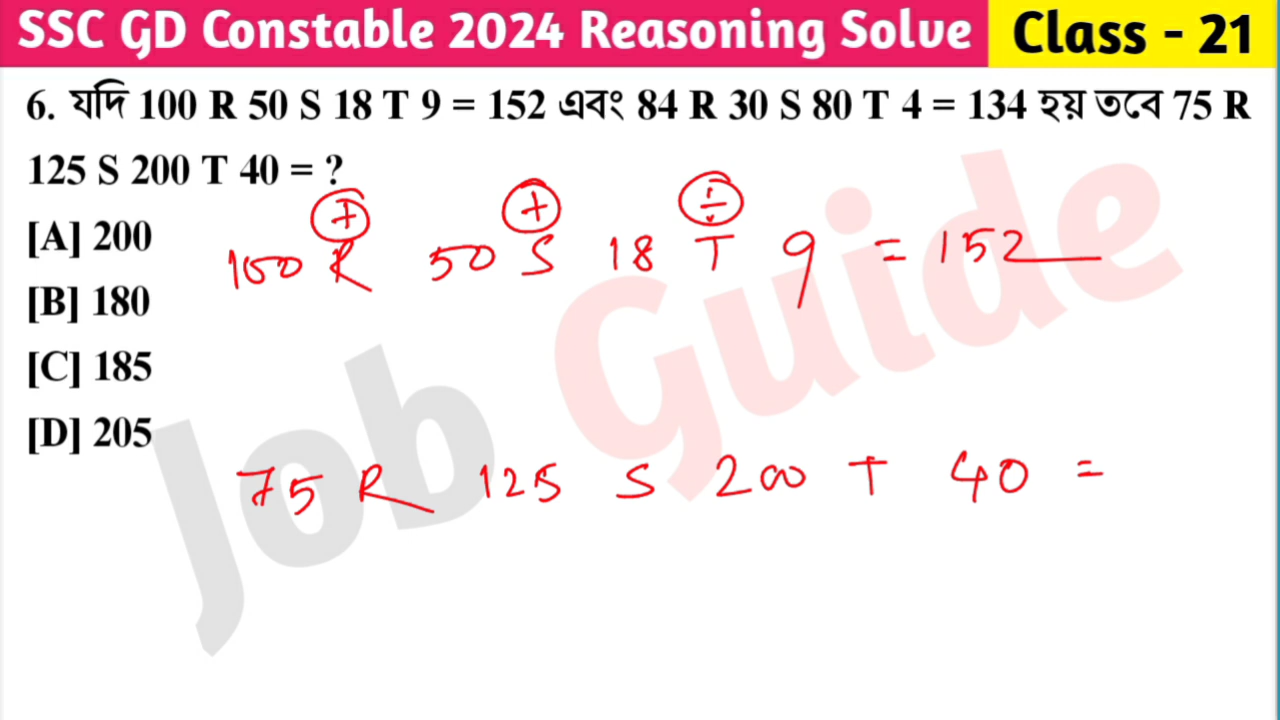 SSC GD Constable 2024 Reasoning Solve
Class - 21
6. যদি 100 R 50 S 18 T 9 = 152 এবং 84 R 30 S 80 T 4 = 134 হয় তবে 75 R
125 S 200 T 40 = ?
[A] 200
[B] 180
[C] 185
[D] 205
+ + ÷
100 R 50 S 18 T 9 = 152
75 R 125 S 200 T 40 =
Job Guide